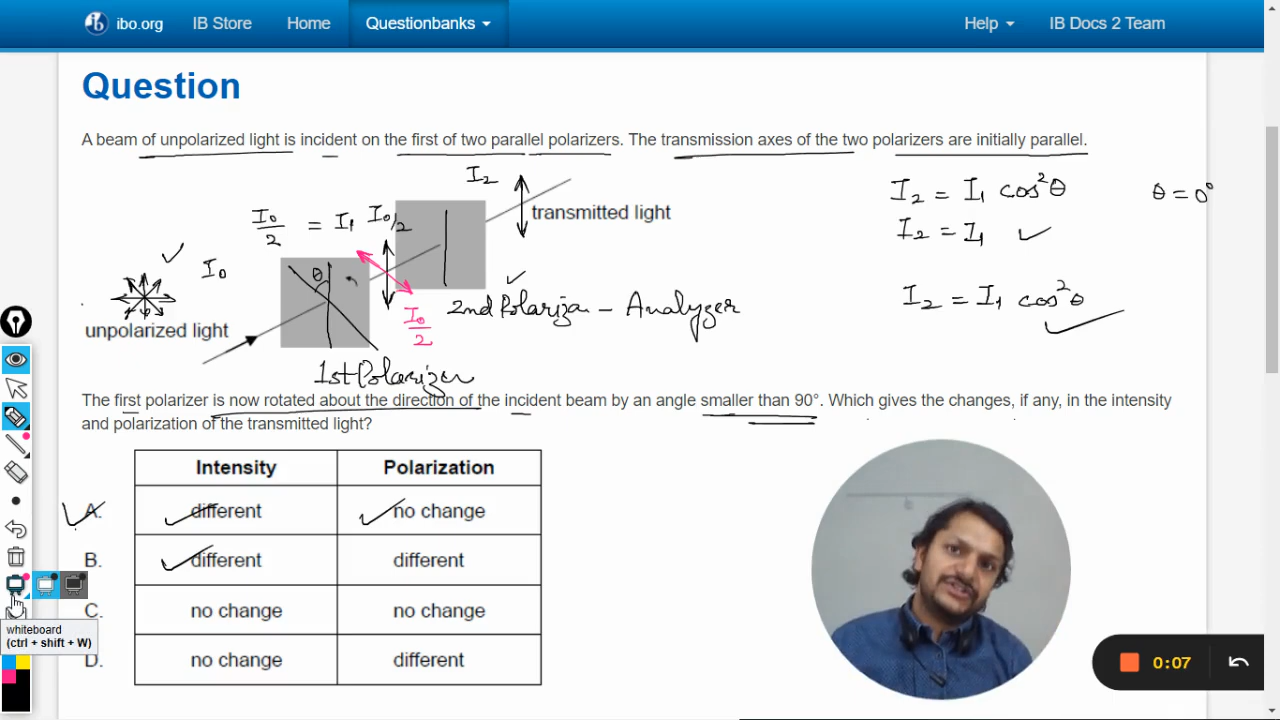 ibo.org IB Store Home Questionbanks Help IB Docs 2 Team
Question
A beam of unpolarized light is incident on the first of two parallel polarizers. The transmission axes of the two polarizers are initially parallel.
I₂
I₂ = I₁ cos²θ
θ = 0°
I₀/2 = I₁
I₀/2
transmitted light
I₂ = I₁
I₀
θ
I₂ = I₁ cos²θ
2nd Polarizer – Analyzer
I₀/2
unpolarized light
1st Polarizer
The first polarizer is now rotated about the direction of the incident beam by an angle smaller than 90°. Which gives the changes, if any, in the intensity
and polarization of the transmitted light?
Intensity Polarization
A. different no change
B. different different
C. no change no change
D. no change different
whiteboard
(ctrl + shift + W)
0:07